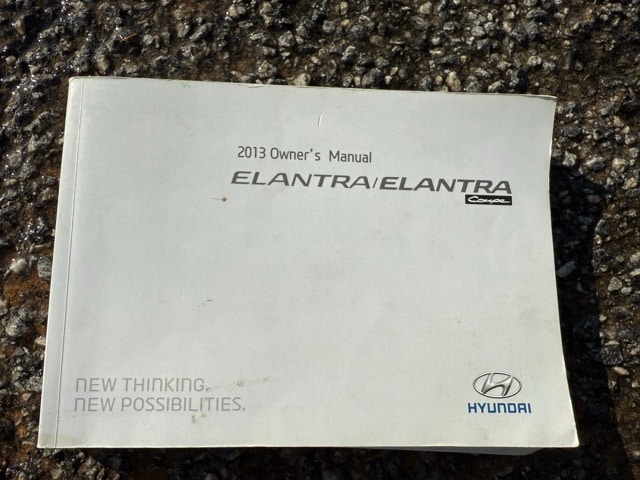 2013 Owner's Manual
ELANTRA/ELANTRA
Coupe
NEW THINKING.
NEW POSSIBILITIES.
HYUNDAI